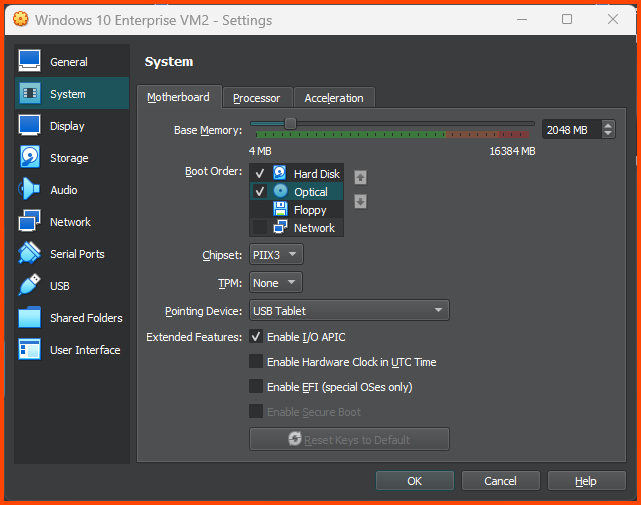 Windows 10 Enterprise VM2 - Settings
General
System
Display
Storage
Audio
Network
Serial Ports
USB
Shared Folders
User Interface
System
Motherboard Processor Acceleration
Base Memory: 2048 MB
4 MB 16384 MB
Boot Order: Hard Disk
Optical
Floppy
Network
Chipset: PIIX3
TPM: None
Pointing Device: USB Tablet
Extended Features: Enable I/O APIC
Enable Hardware Clock in UTC Time
Enable EFI (special OSes only)
Enable Secure Boot
Reset Keys to Default
OK Cancel Help